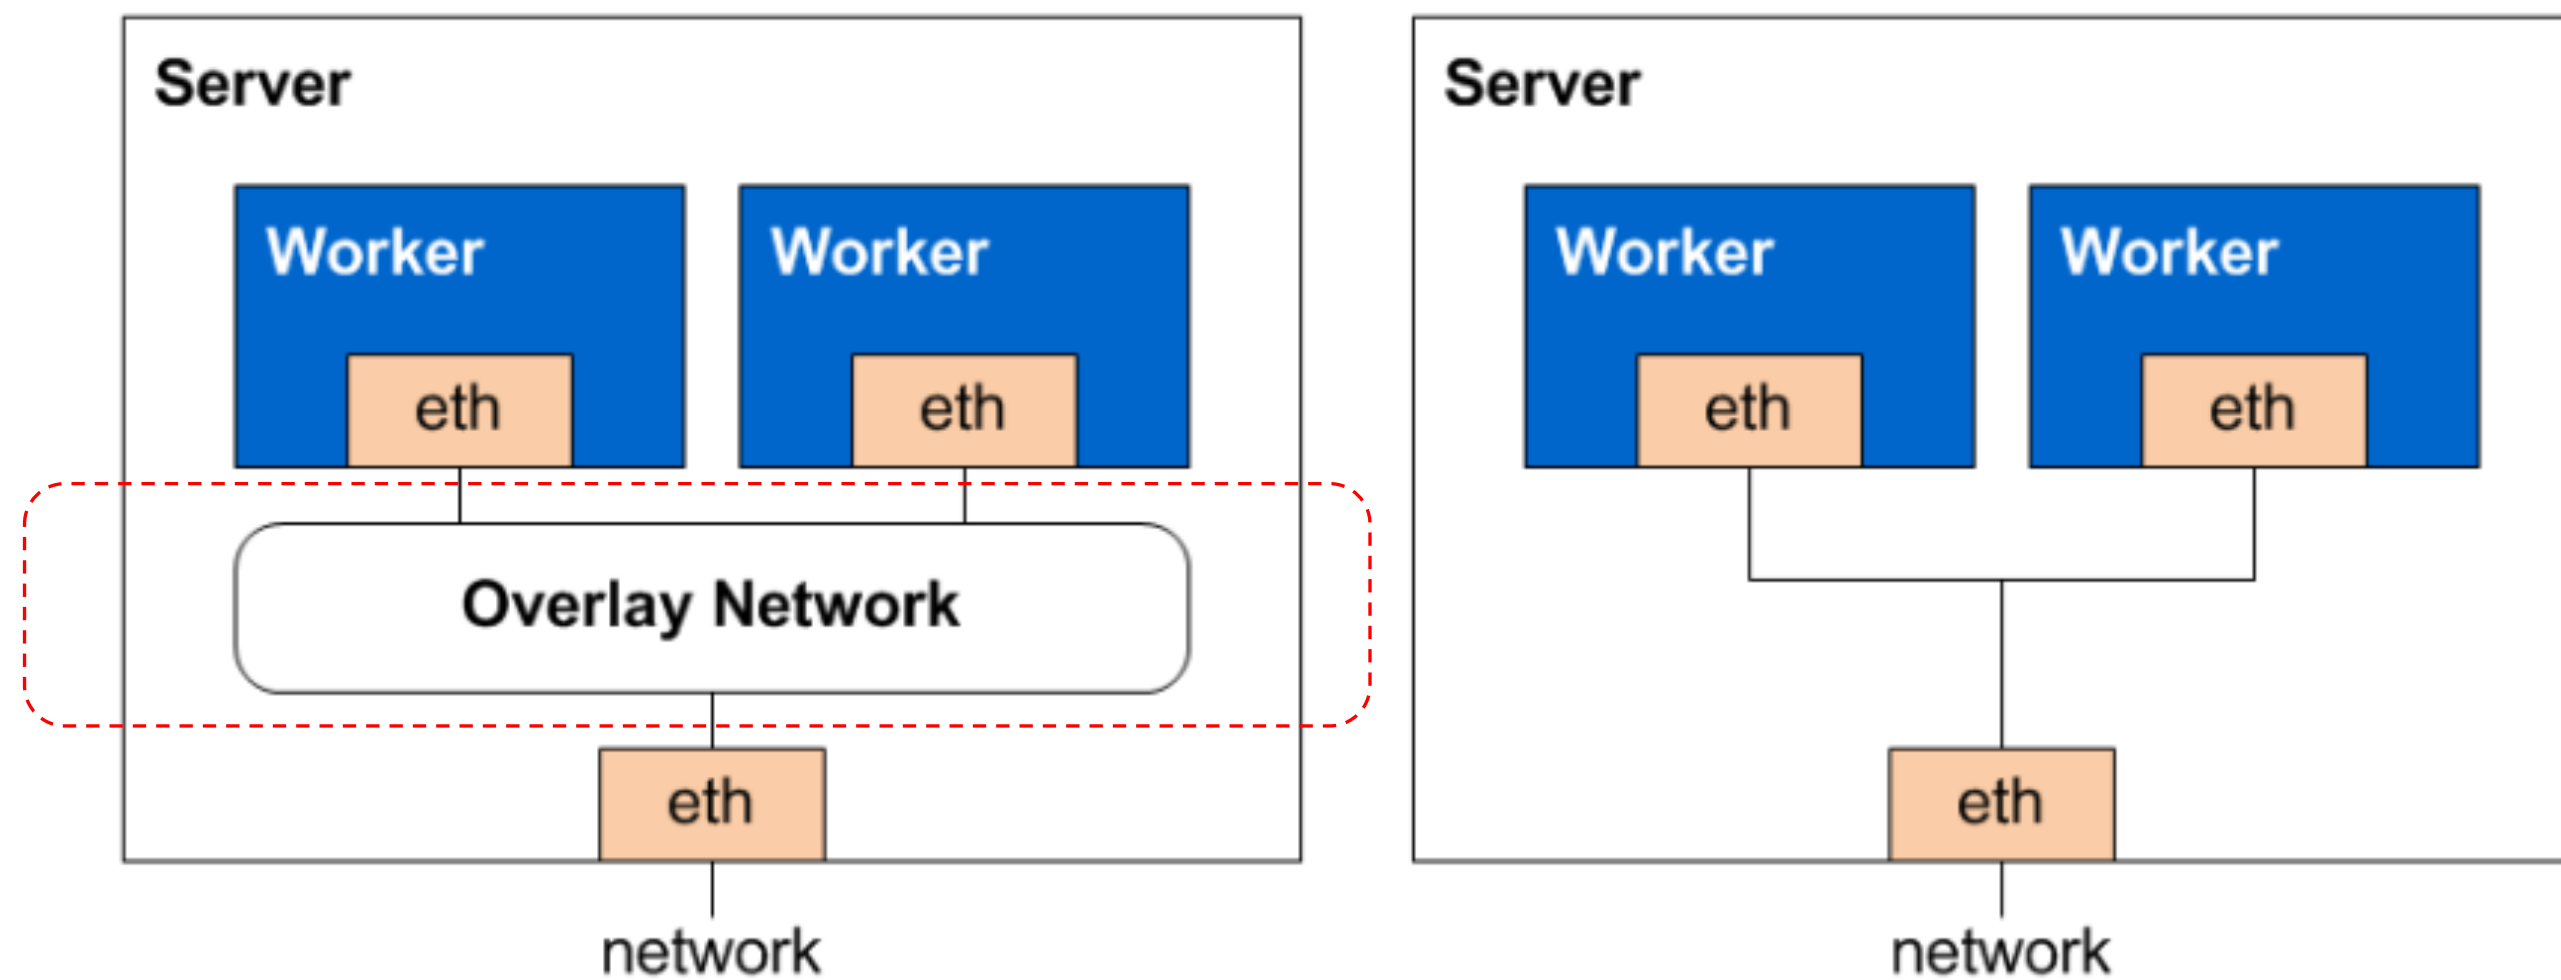 Server
Worker
Worker
eth
eth
Overlay Network
eth
network
Server
Worker
Worker
eth
eth
eth
network